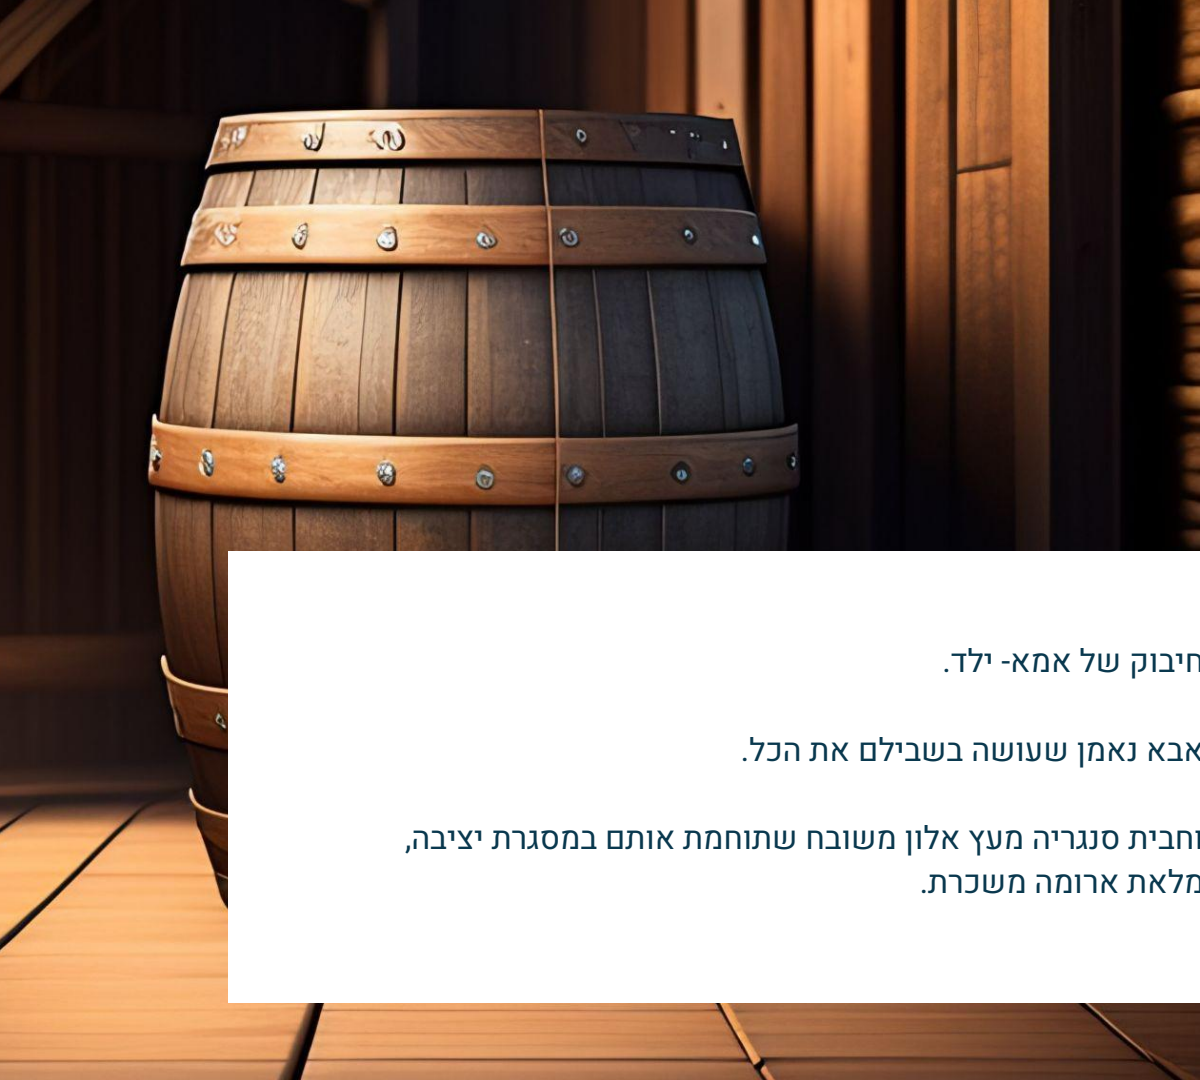 חיבוק של אמא- ילד.
אבא נאמן שעושה בשבילם את הכל.
וחבית סנגריה מעץ אלון משובח שתוחמת אותם במסגרת יציבה,
מלאת ארומה משכרת.